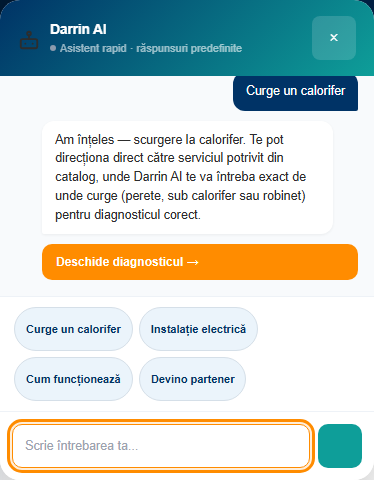 Darrin AI
Asistent rapid · răspunsuri predefinite
×
Curge un calorifer
Am înțeles — scurgere la calorifer. Te pot
direcționa direct către serviciul potrivit din
catalog, unde Darrin AI te va întreba exact de
unde curge (perete, sub calorifer sau robinet)
pentru diagnosticul corect.
Deschide diagnosticul →
Curge un calorifer
Instalație electrică
Cum funcționează
Devino partener
Scrie întrebarea ta...